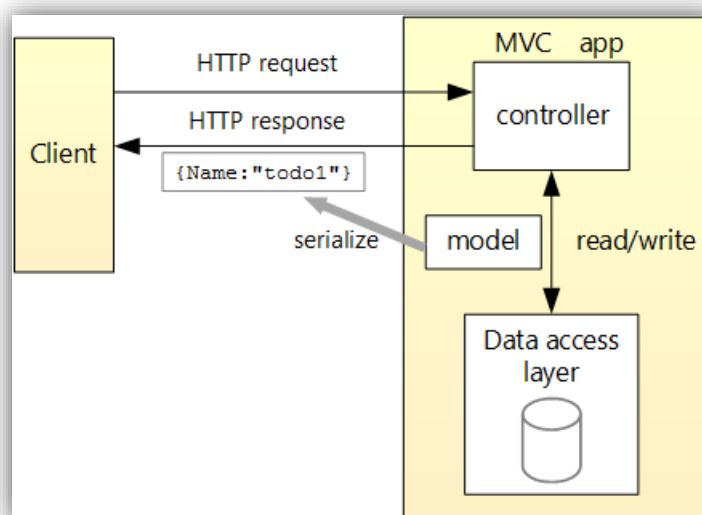 MVC app
HTTP request
controller
HTTP response
Client
{Name:"todo1"}
serialize
model
read/write
Data access
layer